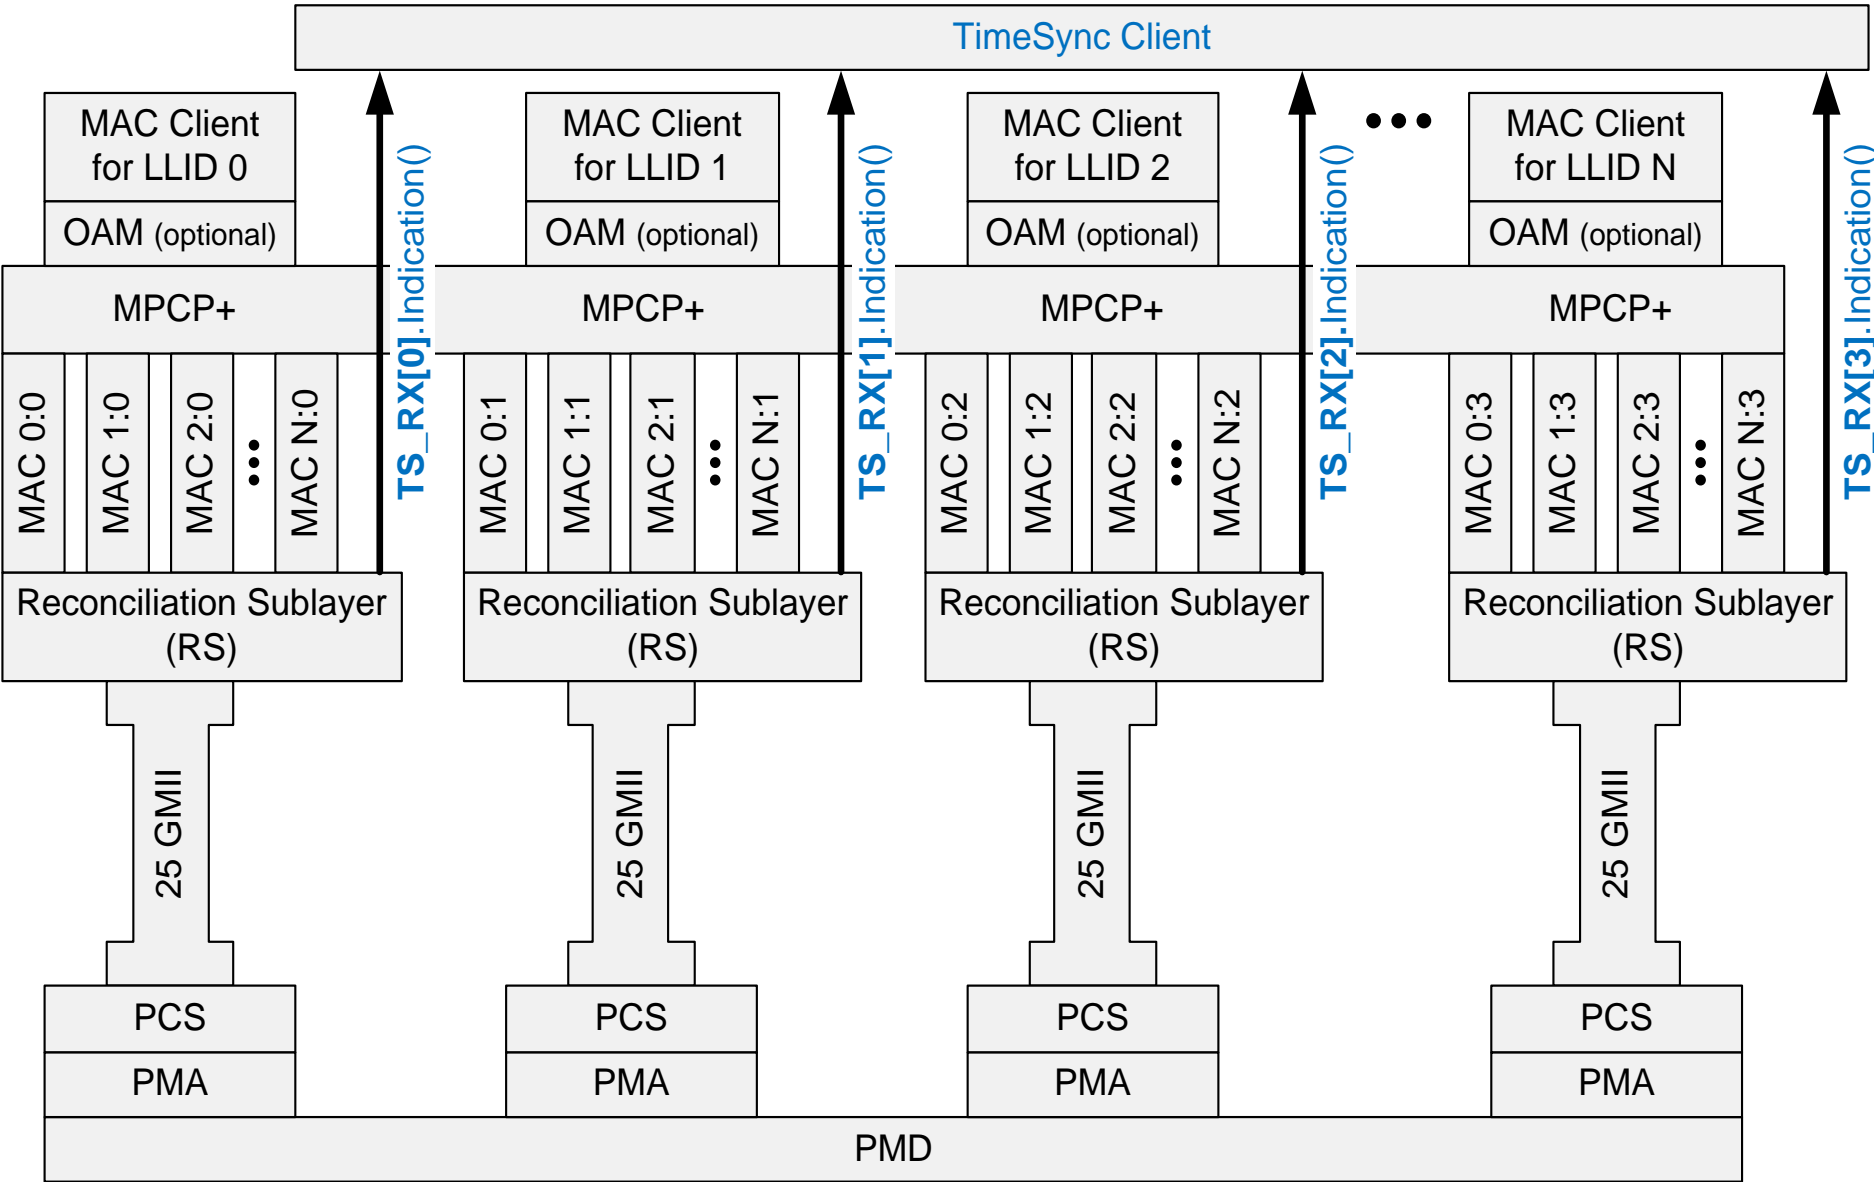 TimeSync Client
MAC Client
for LLID 0
MAC Client
for LLID 1
MAC Client
for LLID 2
•••
MAC Client
for LLID N
OAM (optional)
OAM (optional)
OAM (optional)
OAM (optional)
TS_RX[0].Indication()
TS_RX[1].Indication()
TS_RX[2].Indication()
TS_RX[3].Indication()
MPCP+
MPCP+
MPCP+
MPCP+
MAC 0:0
MAC 1:0
MAC 2:0
•••
MAC N:0
MAC 0:1
MAC 1:1
MAC 2:1
•••
MAC N:1
MAC 0:2
MAC 1:2
MAC 2:2
•••
MAC N:2
MAC 0:3
MAC 1:3
MAC 2:3
•••
MAC N:3
Reconciliation Sublayer
(RS)
Reconciliation Sublayer
(RS)
Reconciliation Sublayer
(RS)
Reconciliation Sublayer
(RS)
25 GMII
25 GMII
25 GMII
25 GMII
PCS
PCS
PCS
PCS
PMA
PMA
PMA
PMA
PMD